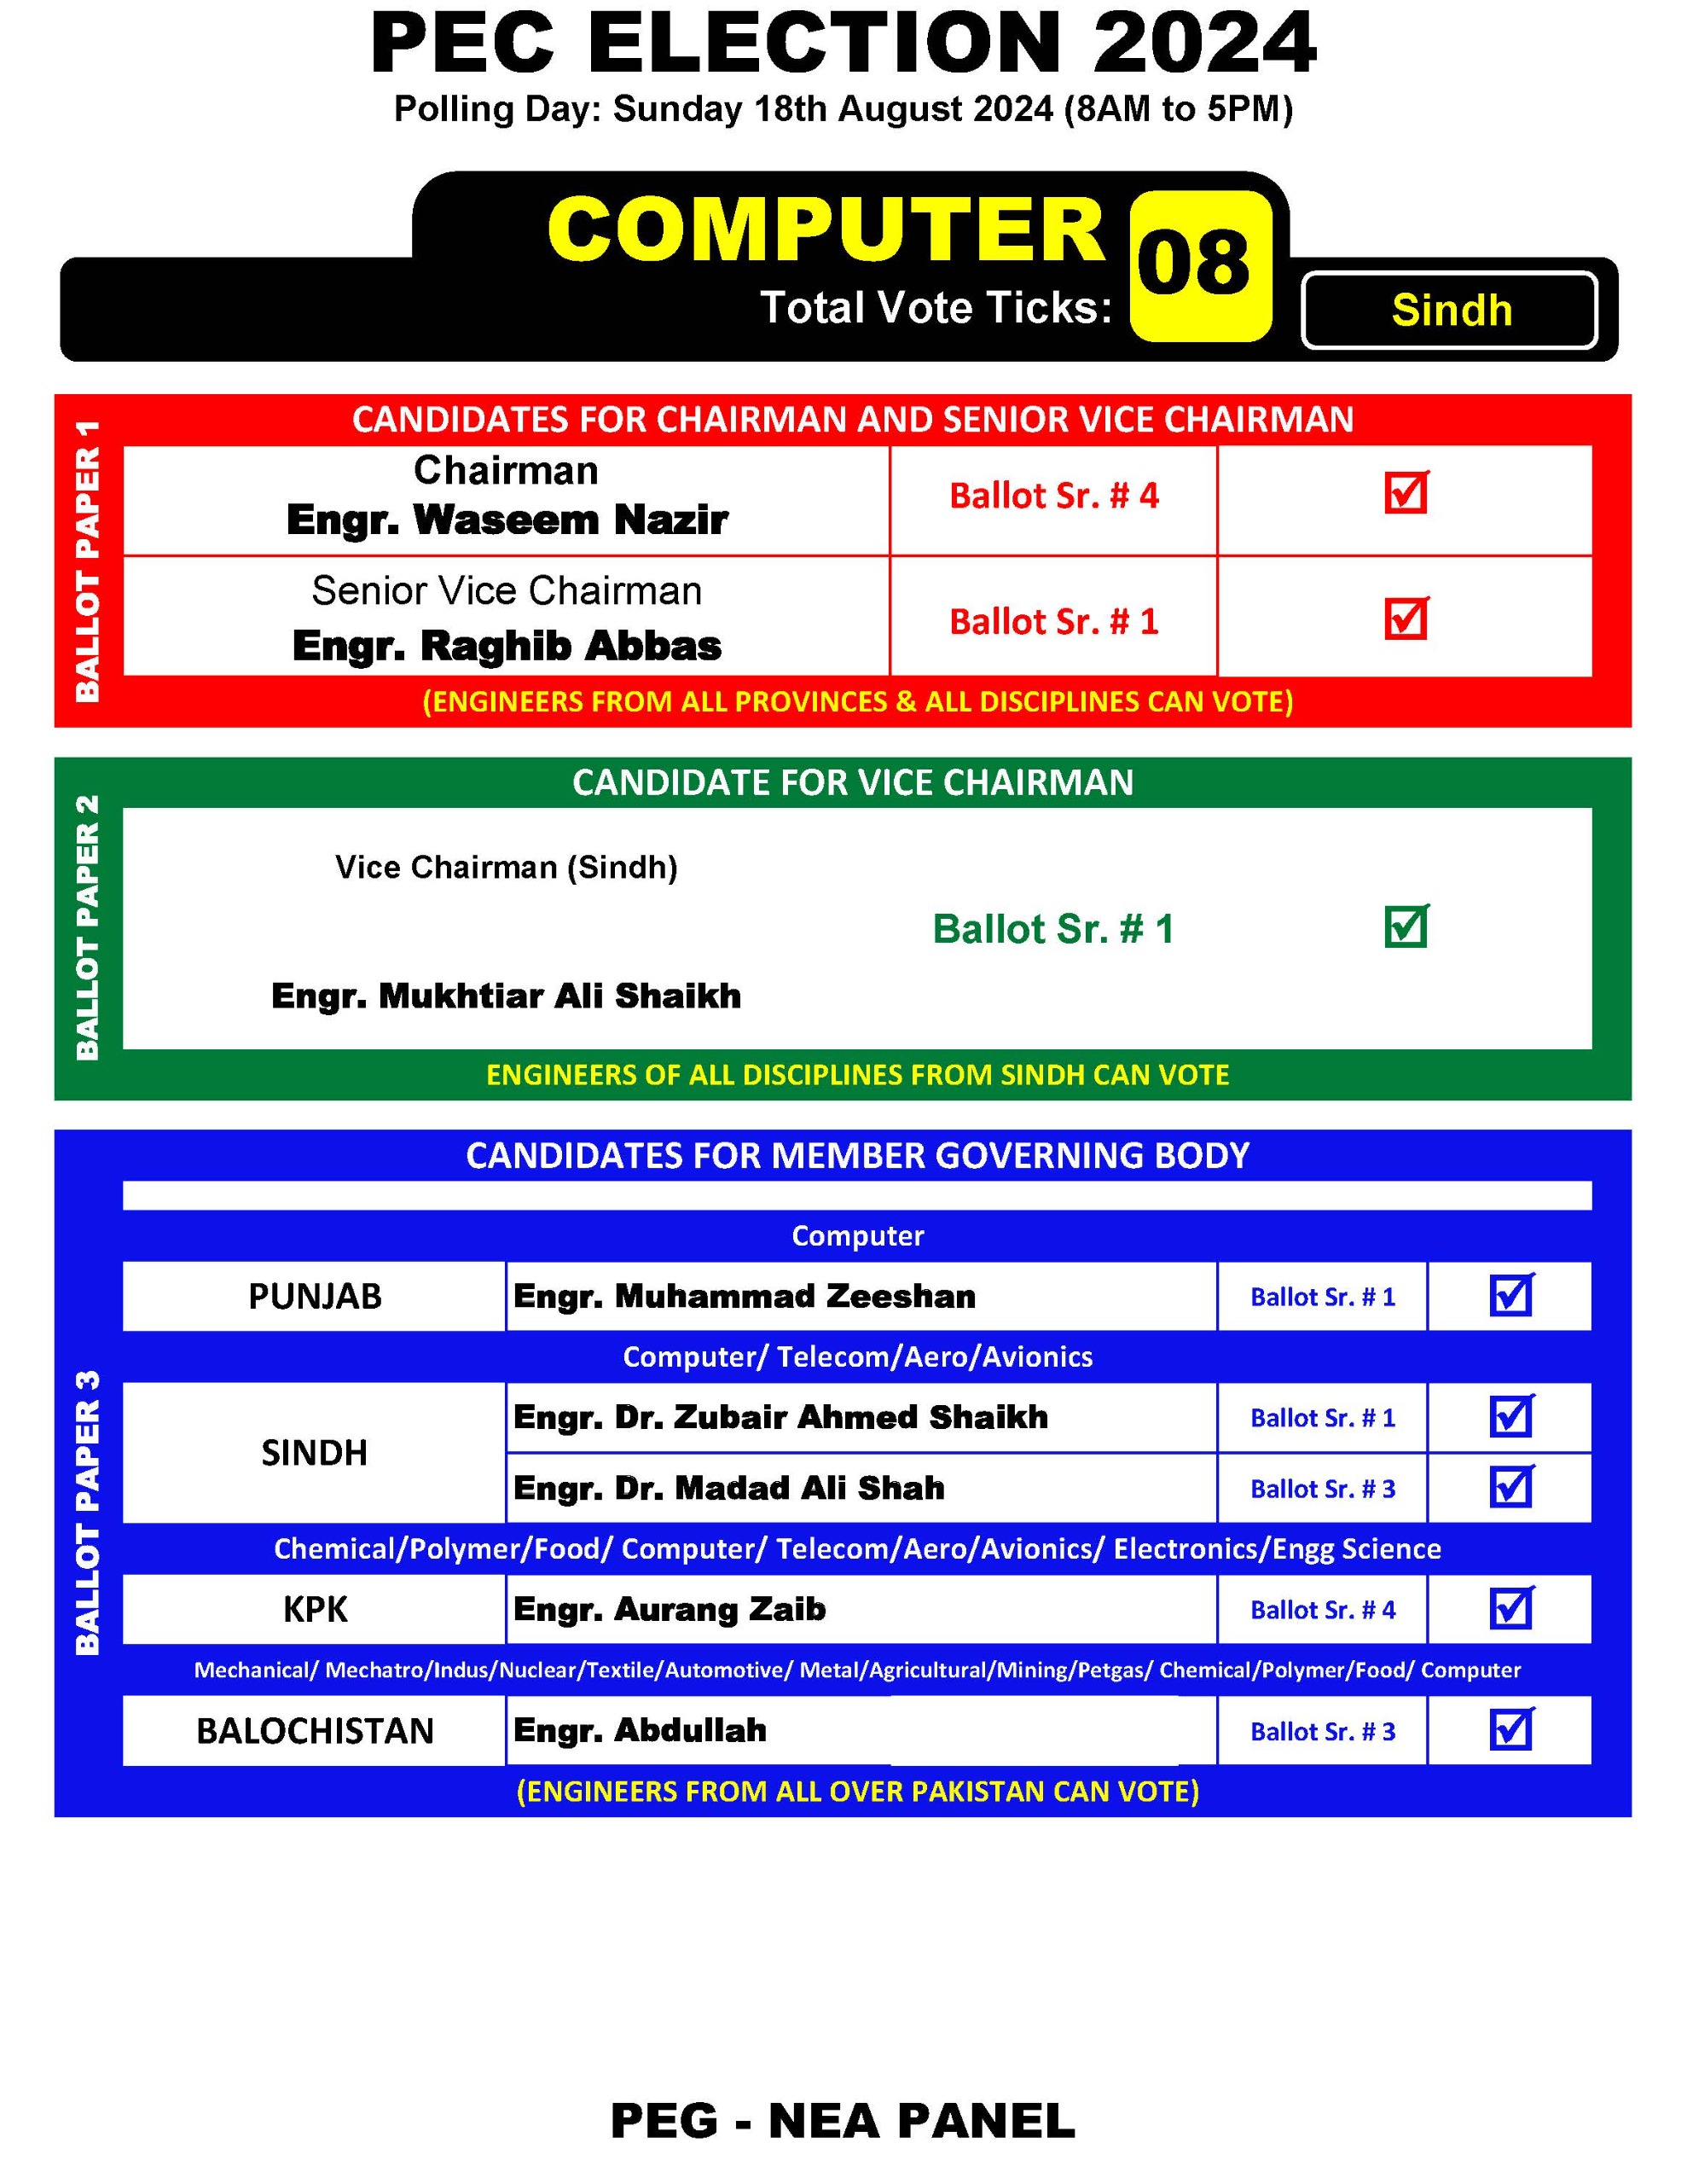 PEC ELECTION 2024
Polling Day: Sunday 18th August 2024 (8AM to 5PM)
COMPUTER
08
Total Vote Ticks:
Sindh
BALLOT PAPER 1
CANDIDATES FOR CHAIRMAN AND SENIOR VICE CHAIRMAN
Chairman
Engr. Waseem Nazir
Ballot Sr. # 4
Senior Vice Chairman
Engr. Raghib Abbas
Ballot Sr. # 1
(ENGINEERS FROM ALL PROVINCES & ALL DISCIPLINES CAN VOTE)
BALLOT PAPER 2
CANDIDATE FOR VICE CHAIRMAN
Vice Chairman (Sindh)
Ballot Sr. # 1
Engr. Mukhtiar Ali Shaikh
ENGINEERS OF ALL DISCIPLINES FROM SINDH CAN VOTE
BALLOT PAPER 3
CANDIDATES FOR MEMBER GOVERNING BODY
Computer
PUNJAB Engr. Muhammad Zeeshan Ballot Sr. # 1
Computer/ Telecom/Aero/Avionics
SINDH
Engr. Dr. Zubair Ahmed Shaikh Ballot Sr. # 1
Engr. Dr. Madad Ali Shah Ballot Sr. # 3
Chemical/Polymer/Food/ Computer/ Telecom/Aero/Avionics/ Electronics/Engg Science
KPK Engr. Aurang Zaib Ballot Sr. # 4
Mechanical/ Mechatro/Indus/Nuclear/Textile/Automotive/ Metal/Agricultural/Mining/Petgas/ Chemical/Polymer/Food/ Computer
BALOCHISTAN Engr. Abdullah Ballot Sr. # 3
(ENGINEERS FROM ALL OVER PAKISTAN CAN VOTE)
PEG - NEA PANEL